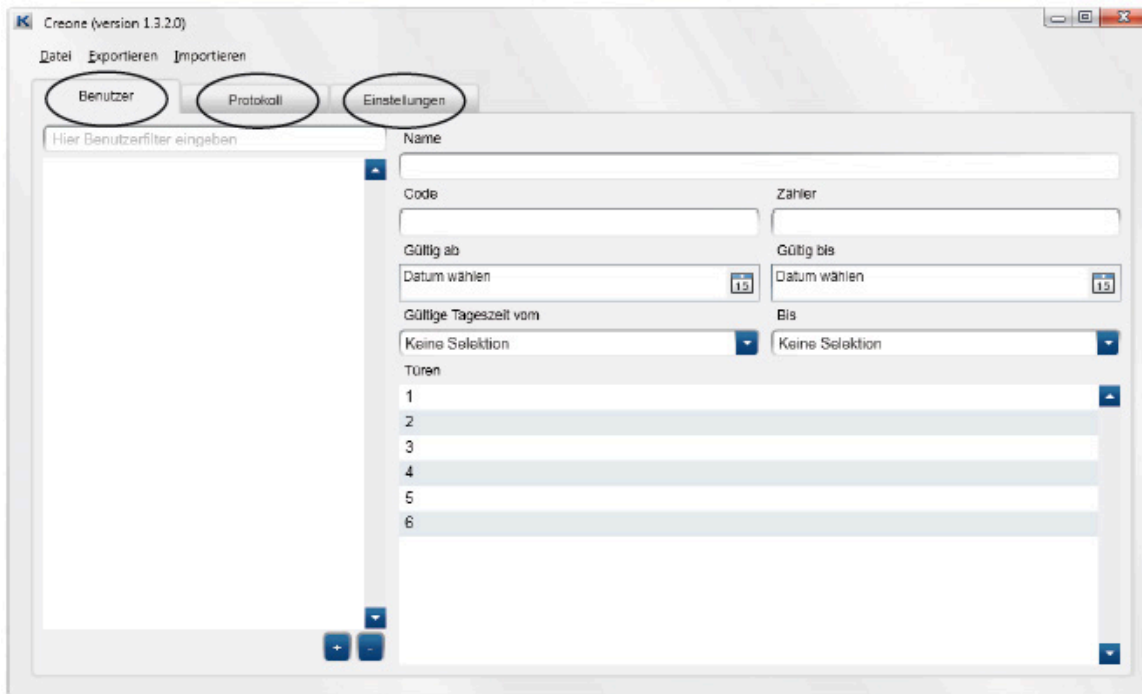 K Creone (version 1.3.2.0)
Datei Exportieren Importieren
Benutzer Protokoll Einstellungen
Hier Benutzerfilter eingeben
Name
Code Zähler
Gültig ab Gültig bis
Datum wählen 15 Datum wählen 15
Gültige Tageszeit vom Bis
Keine Selektion Keine Selektion
Türen
1
2
3
4
5
6
+ -